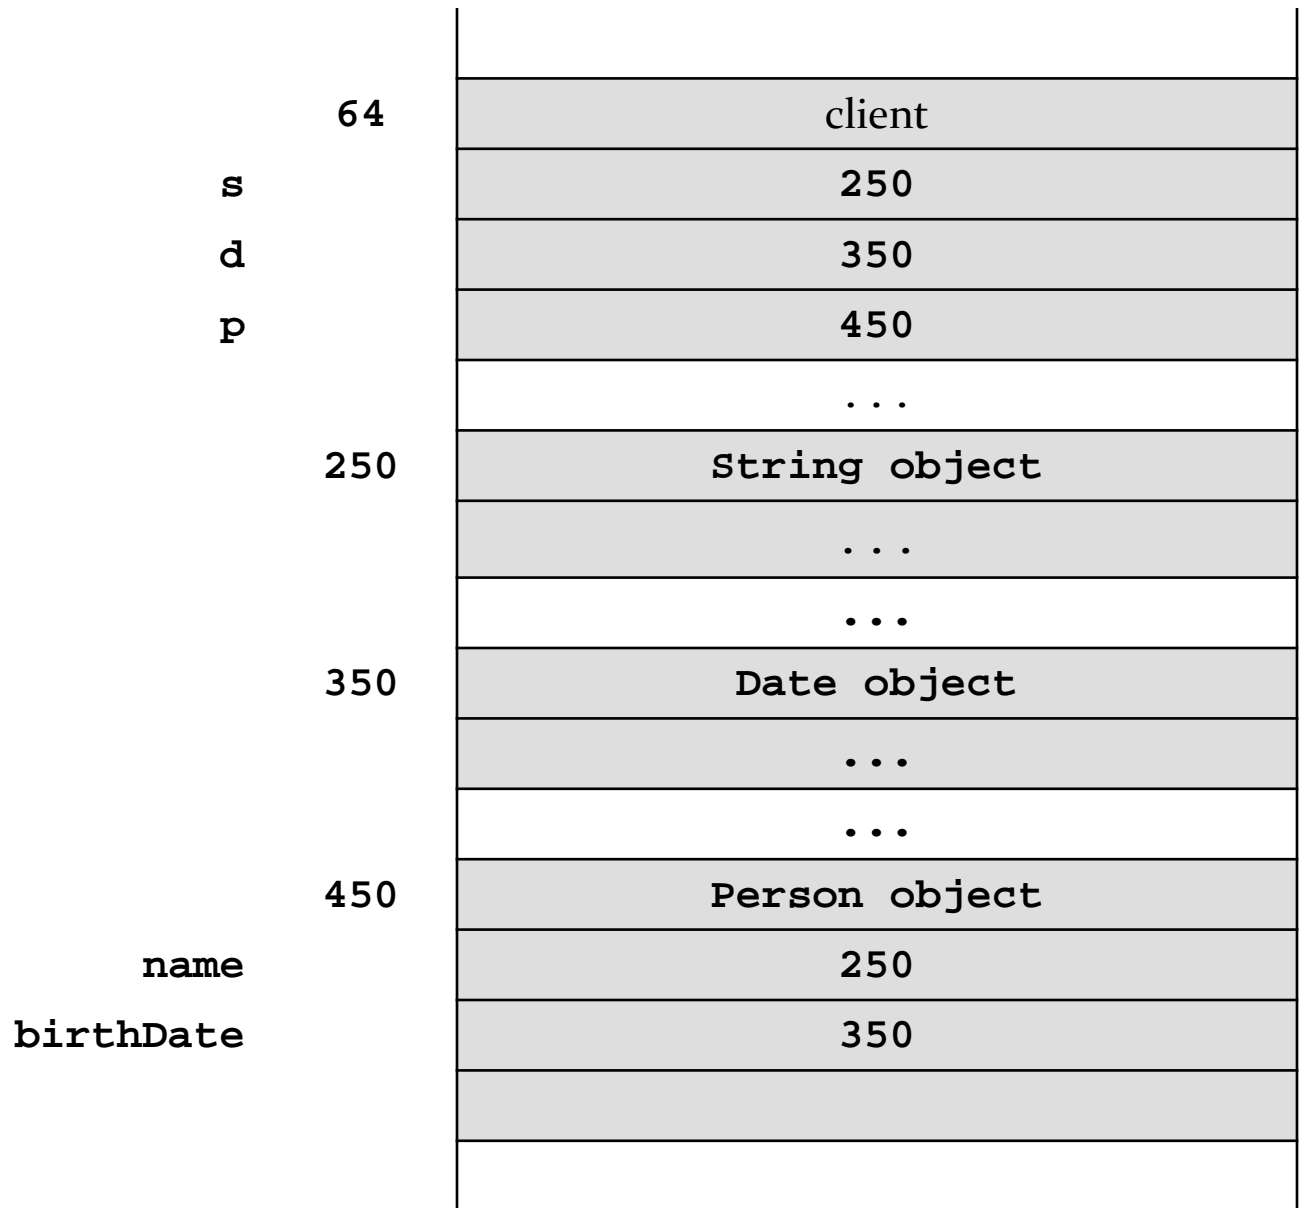 64 client
s 250
d 350
p 450
...
250 String object
...
...
350 Date object
...
...
450 Person object
name 250
birthDate 350